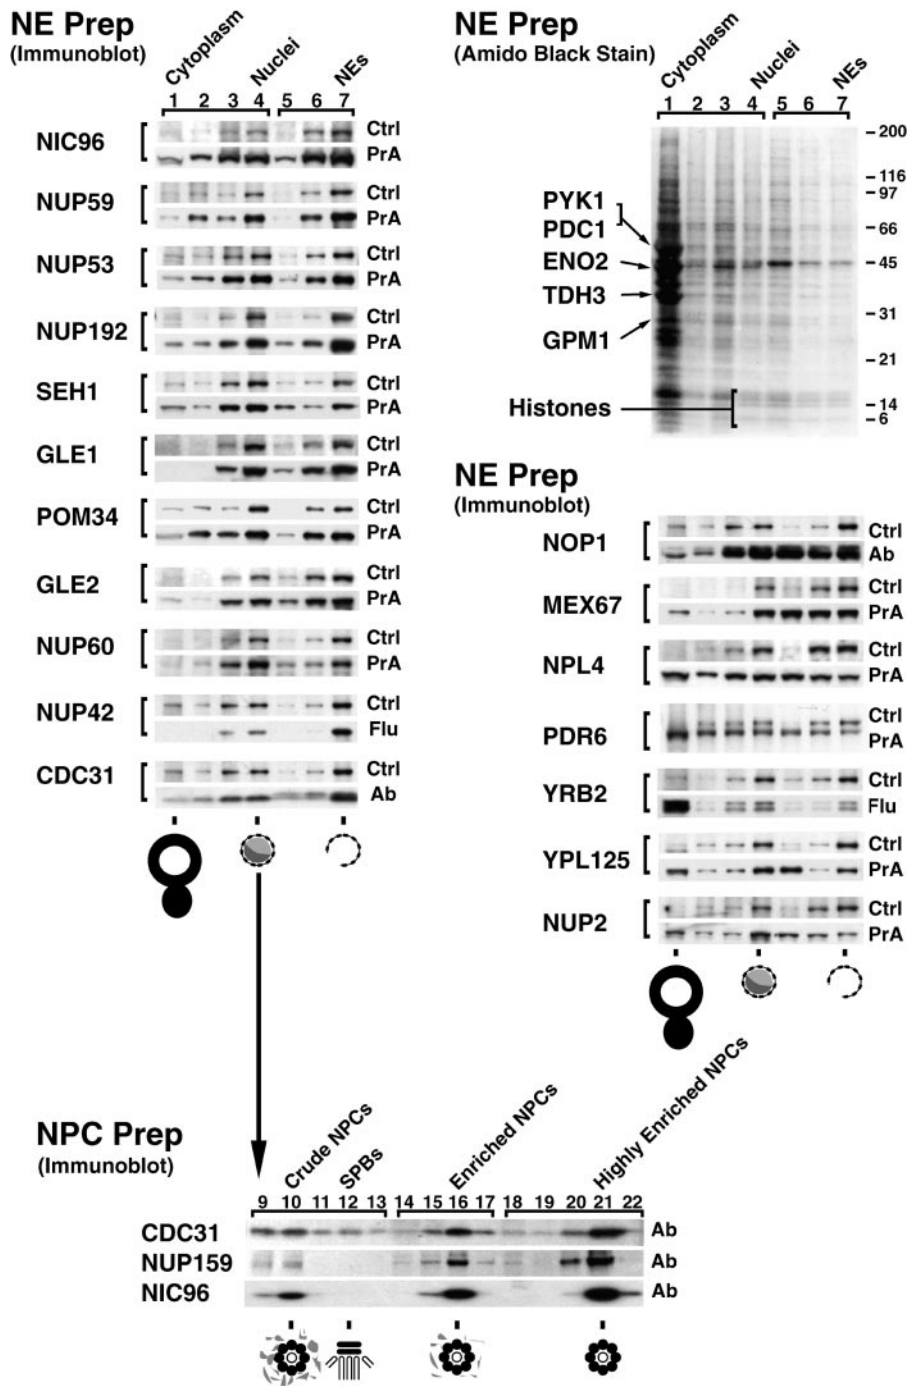 NE Prep
(Immunoblot)
Cytoplasm
Nuclei
NEs
1 2 3 4 5 6 7
NIC96
Ctrl
PrA
NUP59
Ctrl
PrA
NUP53
Ctrl
PrA
NUP192
Ctrl
PrA
SEH1
Ctrl
PrA
GLE1
Ctrl
PrA
POM34
Ctrl
PrA
GLE2
Ctrl
PrA
NUP60
Ctrl
PrA
NUP42
Ctrl
Flu
CDC31
Ctrl
Ab
NE Prep
(Amido Black Stain)
Cytoplasm
Nuclei
NEs
1 2 3 4 5 6 7
200
116
97
66
45
31
21
14
6
PYK1
PDC1
ENO2
TDH3
GPM1
Histones
NE Prep
(Immunoblot)
NOP1
Ctrl
Ab
MEX67
Ctrl
PrA
NPL4
Ctrl
PrA
PDR6
Ctrl
PrA
YRB2
Ctrl
Flu
YPL125
Ctrl
PrA
NUP2
Ctrl
PrA
NPC Prep
(Immunoblot)
Crude NPCs
SPBs
Enriched NPCs
Highly Enriched NPCs
9 10 11 12 13 14 15 16 17 18 19 20 21 22
CDC31 Ab
NUP159 Ab
NIC96 Ab